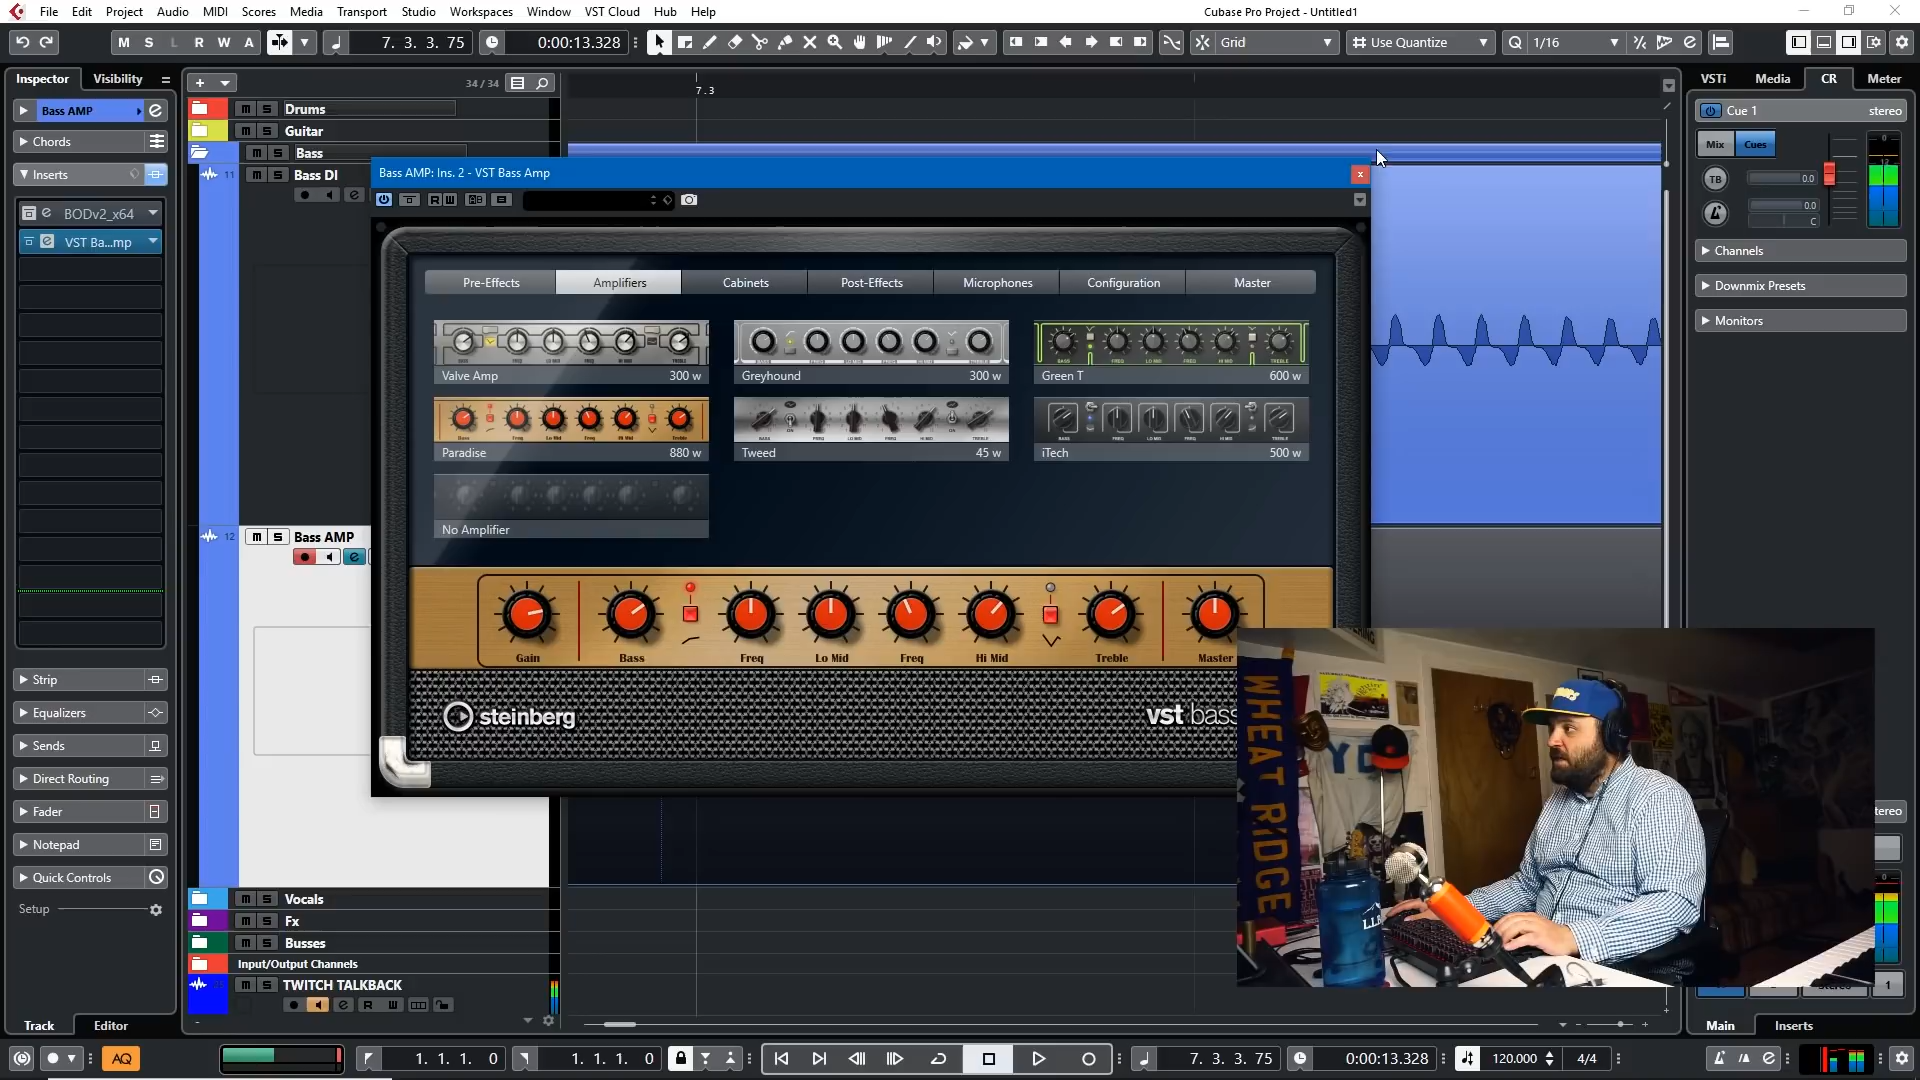 File Edit Project Audio MIDI Scores Media Transport Studio Workspaces Window VST Cloud Hub Help
Cubase Pro Project - Untitled1
M S L R W A
7. 3. 3. 75
0:00:13.328
Grid
Use Quantize
Q 1/16
Inspector
Visibility
34 / 34
7.3
VSTi Media CR Meter
Bass AMP
Chords
Inserts
BODv2_x64
VST Ba...mp
Strip
Equalizers
Sends
Direct Routing
Fader
Notepad
Quick Controls
Setup
Track
Editor
m S Drums
m S Guitar
m S Bass
11 m S Bass DI
12 m S Bass AMP
m S Vocals
m S Fx
m S Busses
Input/Output Channels
m S TWITCH TALKBACK
R W
Bass AMP: Ins. 2 - VST Bass Amp
R W
Pre-Effects
Amplifiers
Cabinets
Post-Effects
Microphones
Configuration
Master
Valve Amp 300 w
Greyhound 300 w
Green T 600 w
Paradise 880 w
Tweed 45 w
iTech 500 w
No Amplifier
Gain
Bass
Freq
Lo Mid
Freq
Hi Mid
Treble
Master
steinberg
vst bass
Cue 1 stereo
Mix Cues
TB
0.0
0.0
C
Channels
Downmix Presets
Monitors
WHEAT RIDGE
Main
Inserts
AQ
1. 1. 1. 0
1. 1. 1. 0
7. 3. 3. 75
0:00:13.328
120.000
4/4